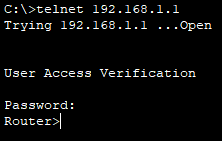 C:\>telnet 192.168.1.1
Trying 192.168.1.1 ...Open
User Access Verification
Password:
Router>